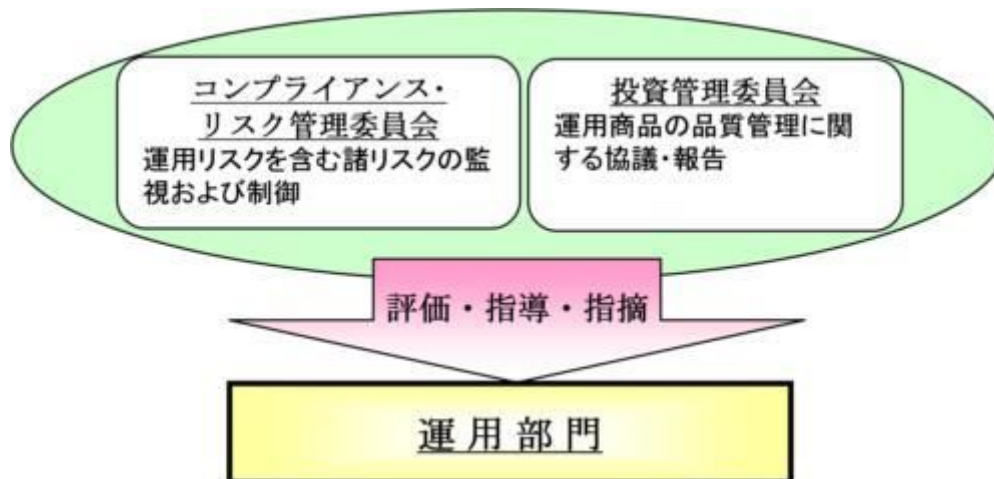 コンプライアンス・
リスク管理委員会
運用リスクを含む諸リスクの監
視および制御
投資管理委員会
運用商品の品質管理に関
する協議・報告
評価・指導・指摘
運用部門